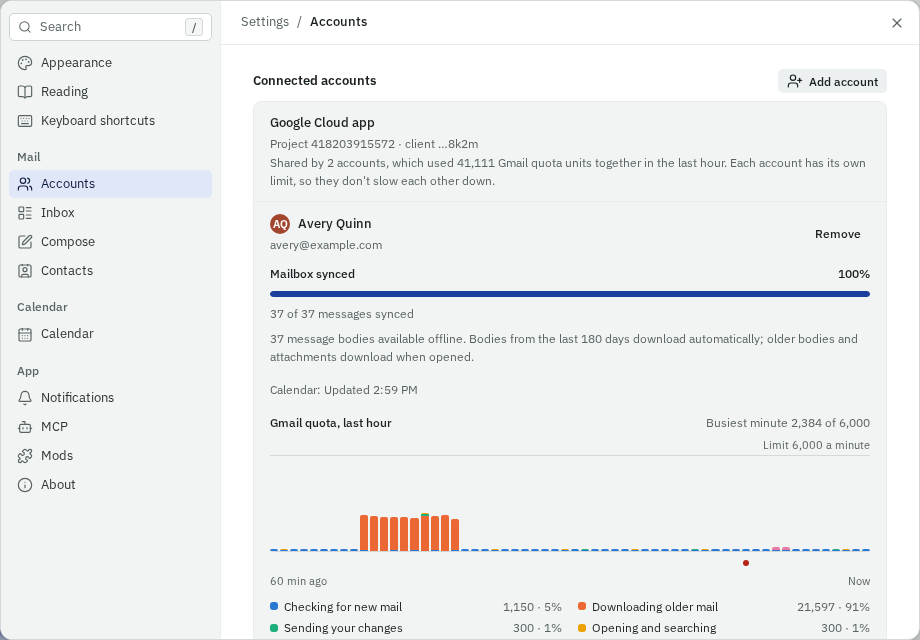 Search /
Settings / Accounts
Appearance
Reading
Keyboard shortcuts
Mail
Accounts
Inbox
Compose
Contacts
Calendar
Calendar
App
Notifications
MCP
Mods
About
Connected accounts
Add account
Google Cloud app
Project 418203915572 · client …8k2m
Shared by 2 accounts, which used 41,111 Gmail quota units together in the last hour. Each account has its own
limit, so they don't slow each other down.
AQ Avery Quinn
avery@example.com
Remove
Mailbox synced 100%
37 of 37 messages synced
37 message bodies available offline. Bodies from the last 180 days download automatically; older bodies and
attachments download when opened.
Calendar: Updated 2:59 PM
Gmail quota, last hour Busiest minute 2,384 of 6,000
Limit 6,000 a minute
60 min ago Now
Checking for new mail 1,150 · 5% Downloading older mail 21,597 · 91%
Sending your changes 300 · 1% Opening and searching 300 · 1%